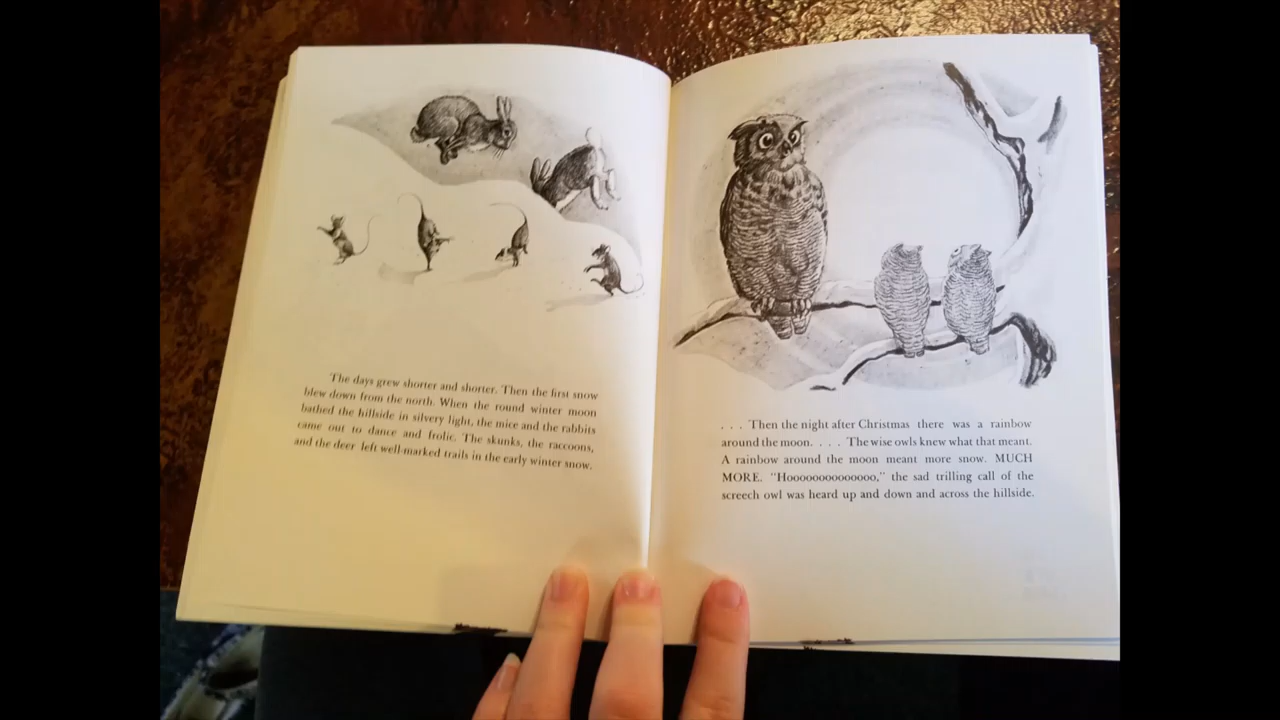 The days grew shorter and shorter. Then the first snow
blew down from the north. When the round winter moon
bathed the hillside in silvery light, the mice and the rabbits
came out to dance and frolic. The skunks, the raccoons,
and the deer left well-marked trails in the early winter snow.
. . . Then the night after Christmas there was a rainbow
around the moon. . . . The wise owls knew what that meant.
A rainbow around the moon meant more snow. MUCH
MORE. "Hooooooooooooooo," the sad trilling call of the
screech owl was heard up and down and across the hillside.